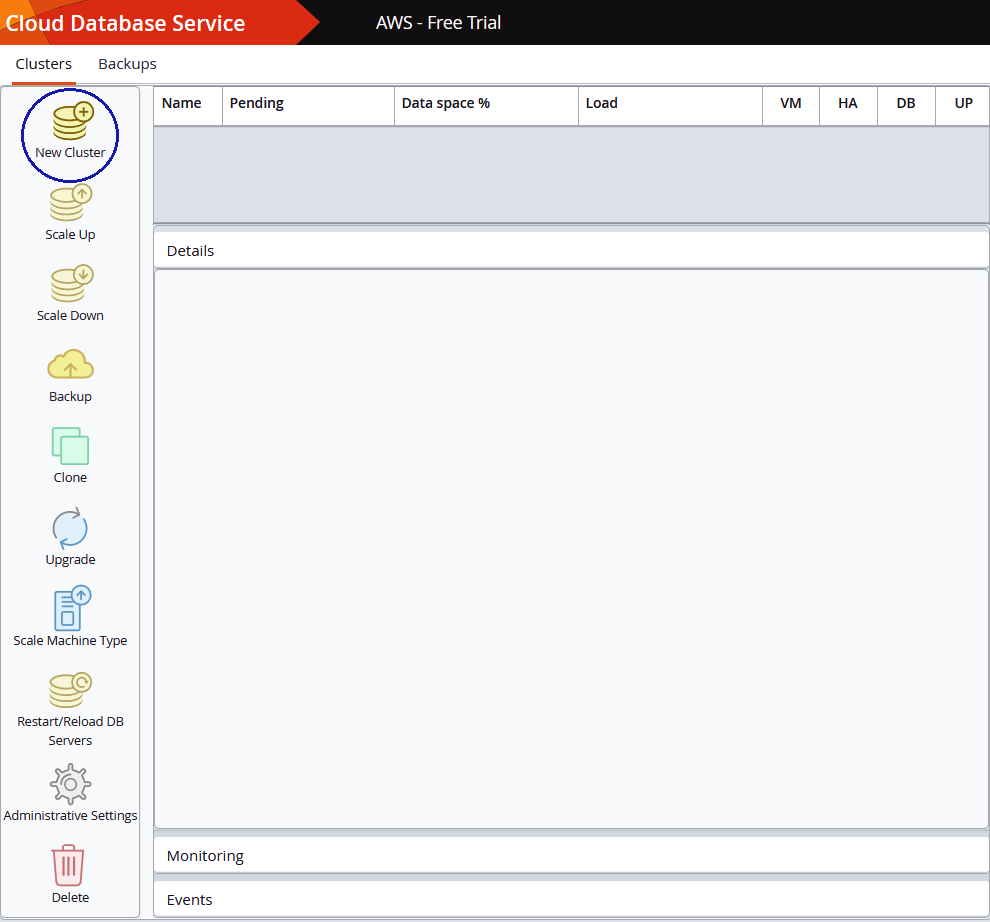 Cloud Database Service
AWS - Free Trial
Clusters Backups
New Cluster
Scale Up
Scale Down
Backup
Clone
Upgrade
Scale Machine Type
Restart/Reload DB
Servers
Administrative Settings
Delete
Name Pending Data space % Load VM HA DB UP
Details
Monitoring
Events